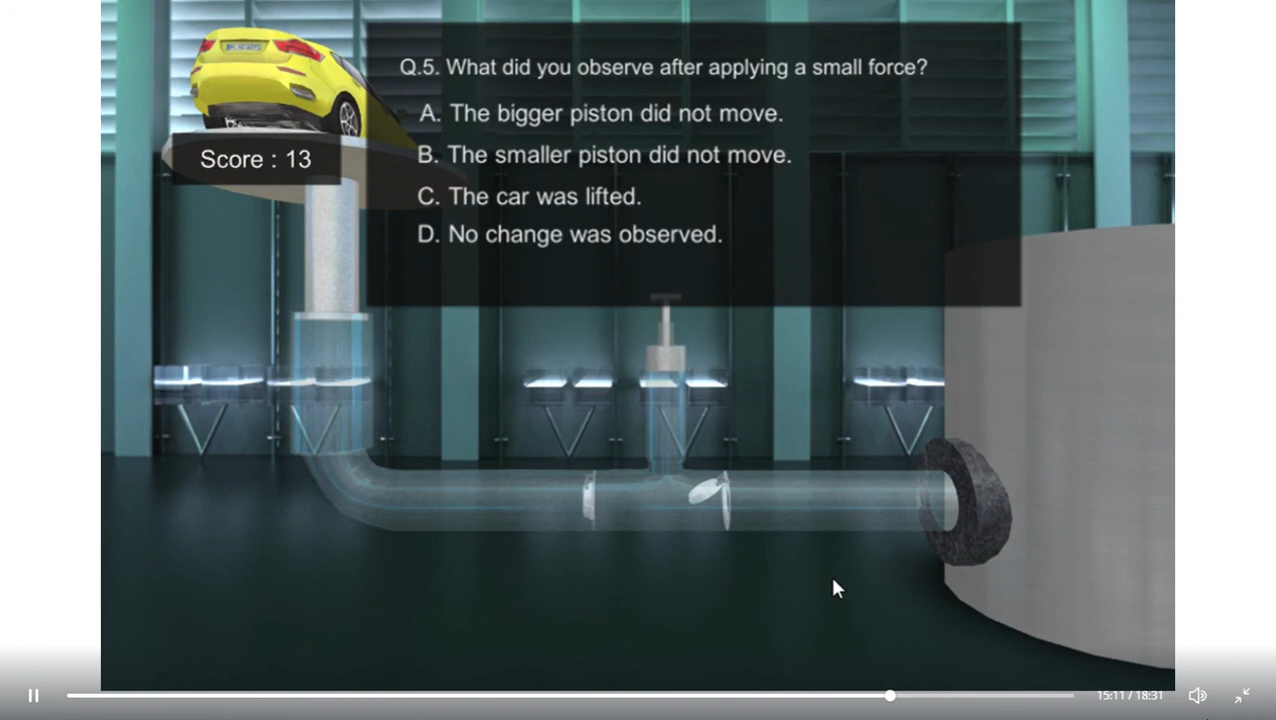 Q.5. What did you observe after applying a small force?
A. The bigger piston did not move.
B. The smaller piston did not move.
Score : 13
C. The car was lifted.
D. No change was observed.
15:11 / 18:31